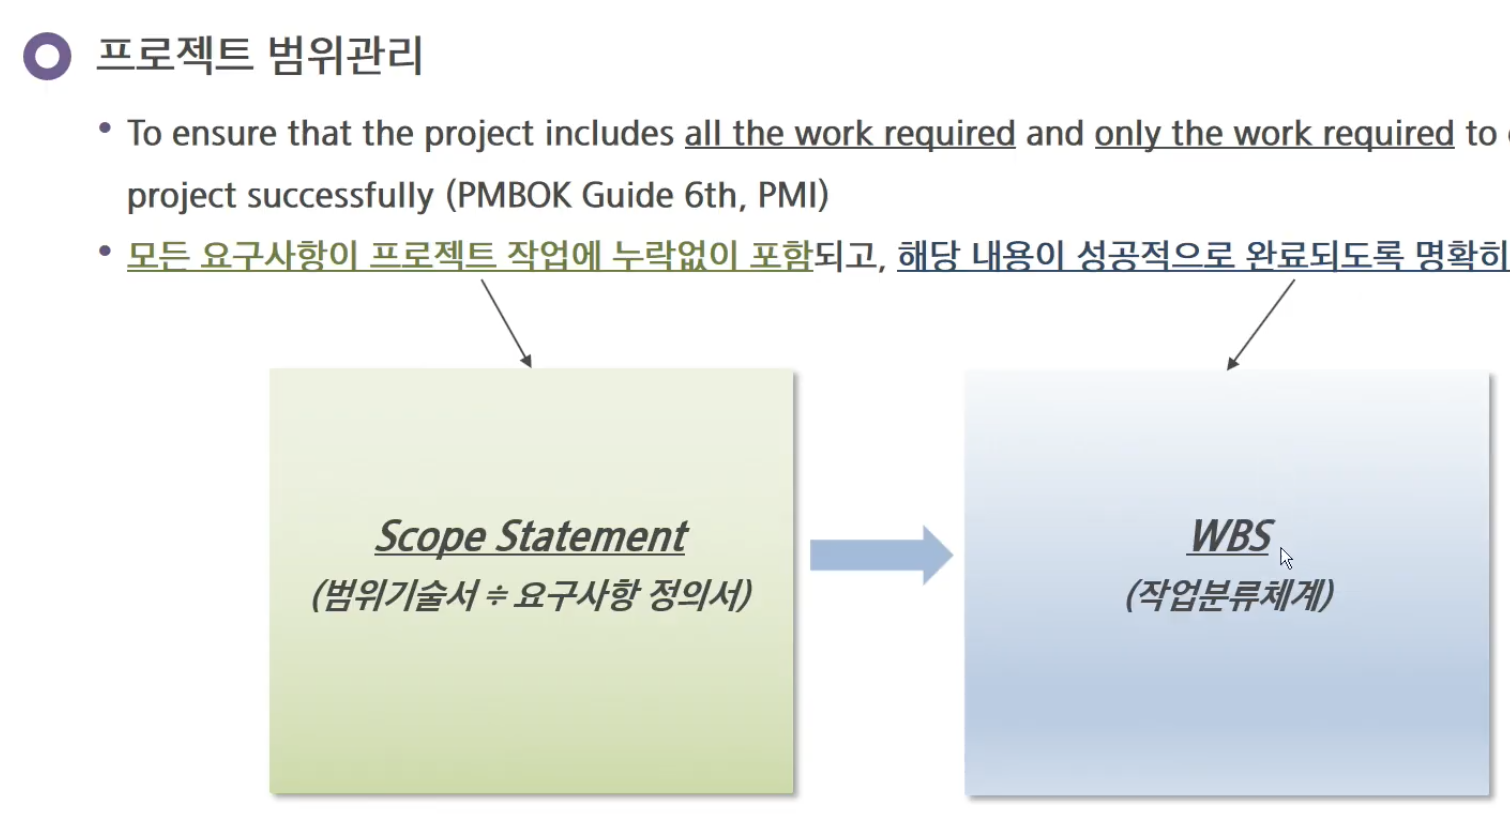 프로젝트 범위관리
• To ensure that the project includes all the work required and only the work required to
project successfully (PMBOK Guide 6th, PMI)
• 모든 요구사항이 프로젝트 작업에 누락없이 포함되고, 해당 내용이 성공적으로 완료되도록 명확히
Scope Statement
(범위기술서 ≑ 요구사항 정의서)
WBS
(작업분류체계)